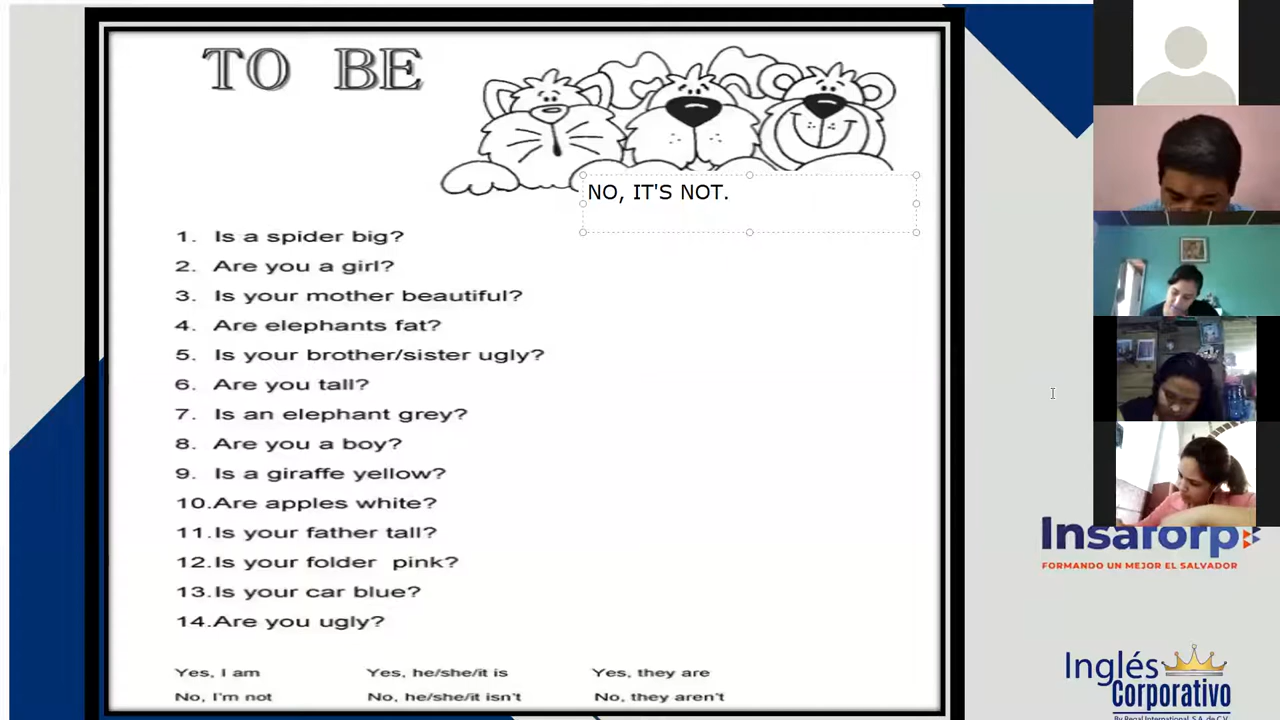 TO BE
NO, IT'S NOT.
1. Is a spider big?
2. Are you a girl?
3. Is your mother beautiful?
4. Are elephants fat?
5. Is your brother/sister ugly?
6. Are you tall?
7. Is an elephant grey?
8. Are you a boy?
9. Is a giraffe yellow?
10.Are apples white?
11.Is your father tall?
12.Is your folder pink?
13.Is your car blue?
14.Are you ugly?
Yes, I am Yes, he/she/it is Yes, they are
No, I'm not No, he/she/it isn't No, they aren't
Insaforp
FORMANDO UN MEJOR EL SALVADOR
Inglés
Corporativo
By Regal International, S.A. de C.V.